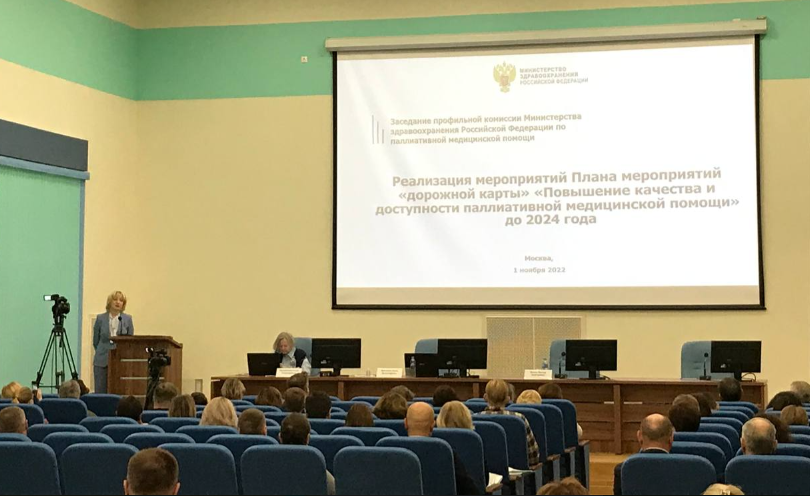 МИНИСТЕРСТВО
ЗДРАВООХРАНЕНИЯ
РОССИЙСКОЙ ФЕДЕРАЦИИ
Заседание профильной комиссии Министерства
здравоохранения Российской Федерации по
паллиативной медицинской помощи
Реализация мероприятий Плана мероприятий
«дорожной карты» «Повышение качества и
доступности паллиативной медицинской помощи»
до 2024 года
Москва,
1 ноября 2022